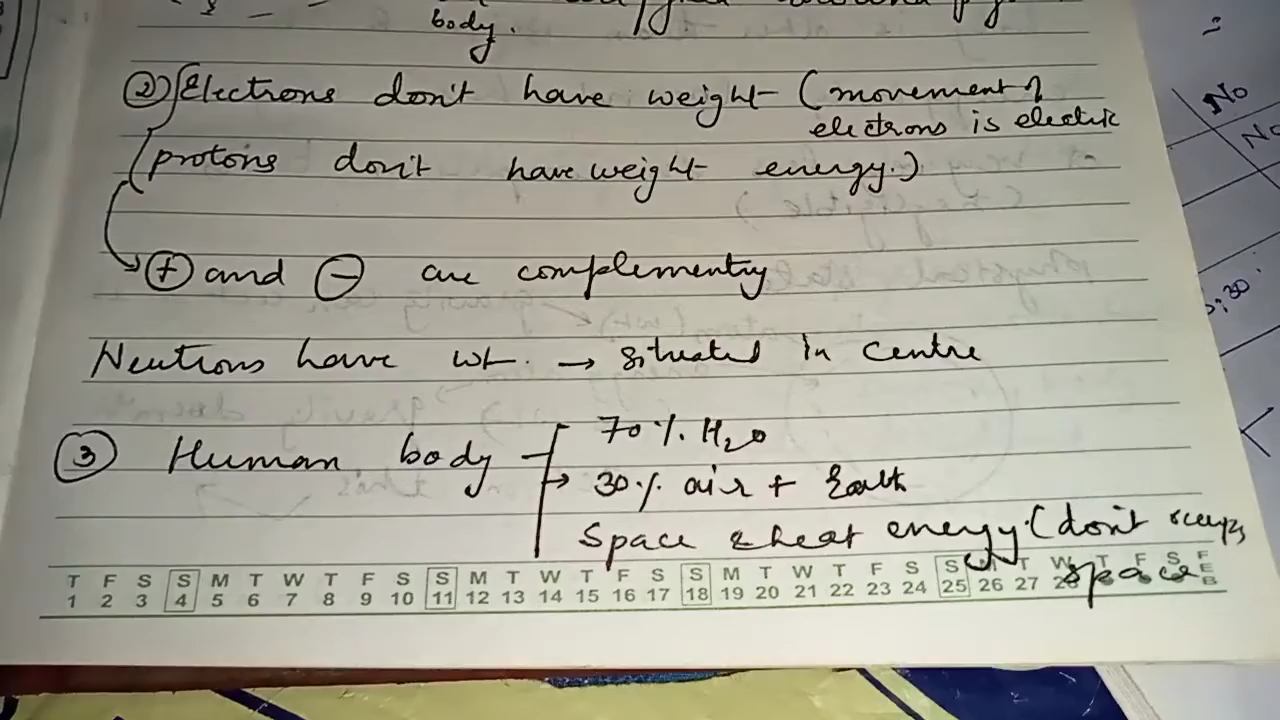 body.
② Electrons don't have weight (movement of
electrons is electric
protons don't have weight energy.)
⊕ and ⊖ are complementry
Neutrons have wt. → situated in centre
③ Human body
70% H₂O
→ 30% air + Earth
Space & heat energy. (don't occupy
space
T F S S M T W T F S S M T W T F S S M T W T F S S M T W T F S FEB
1 2 3 4 5 6 7 8 9 10 11 12 13 14 15 16 17 18 19 20 21 22 23 24 25 26 27
No
No